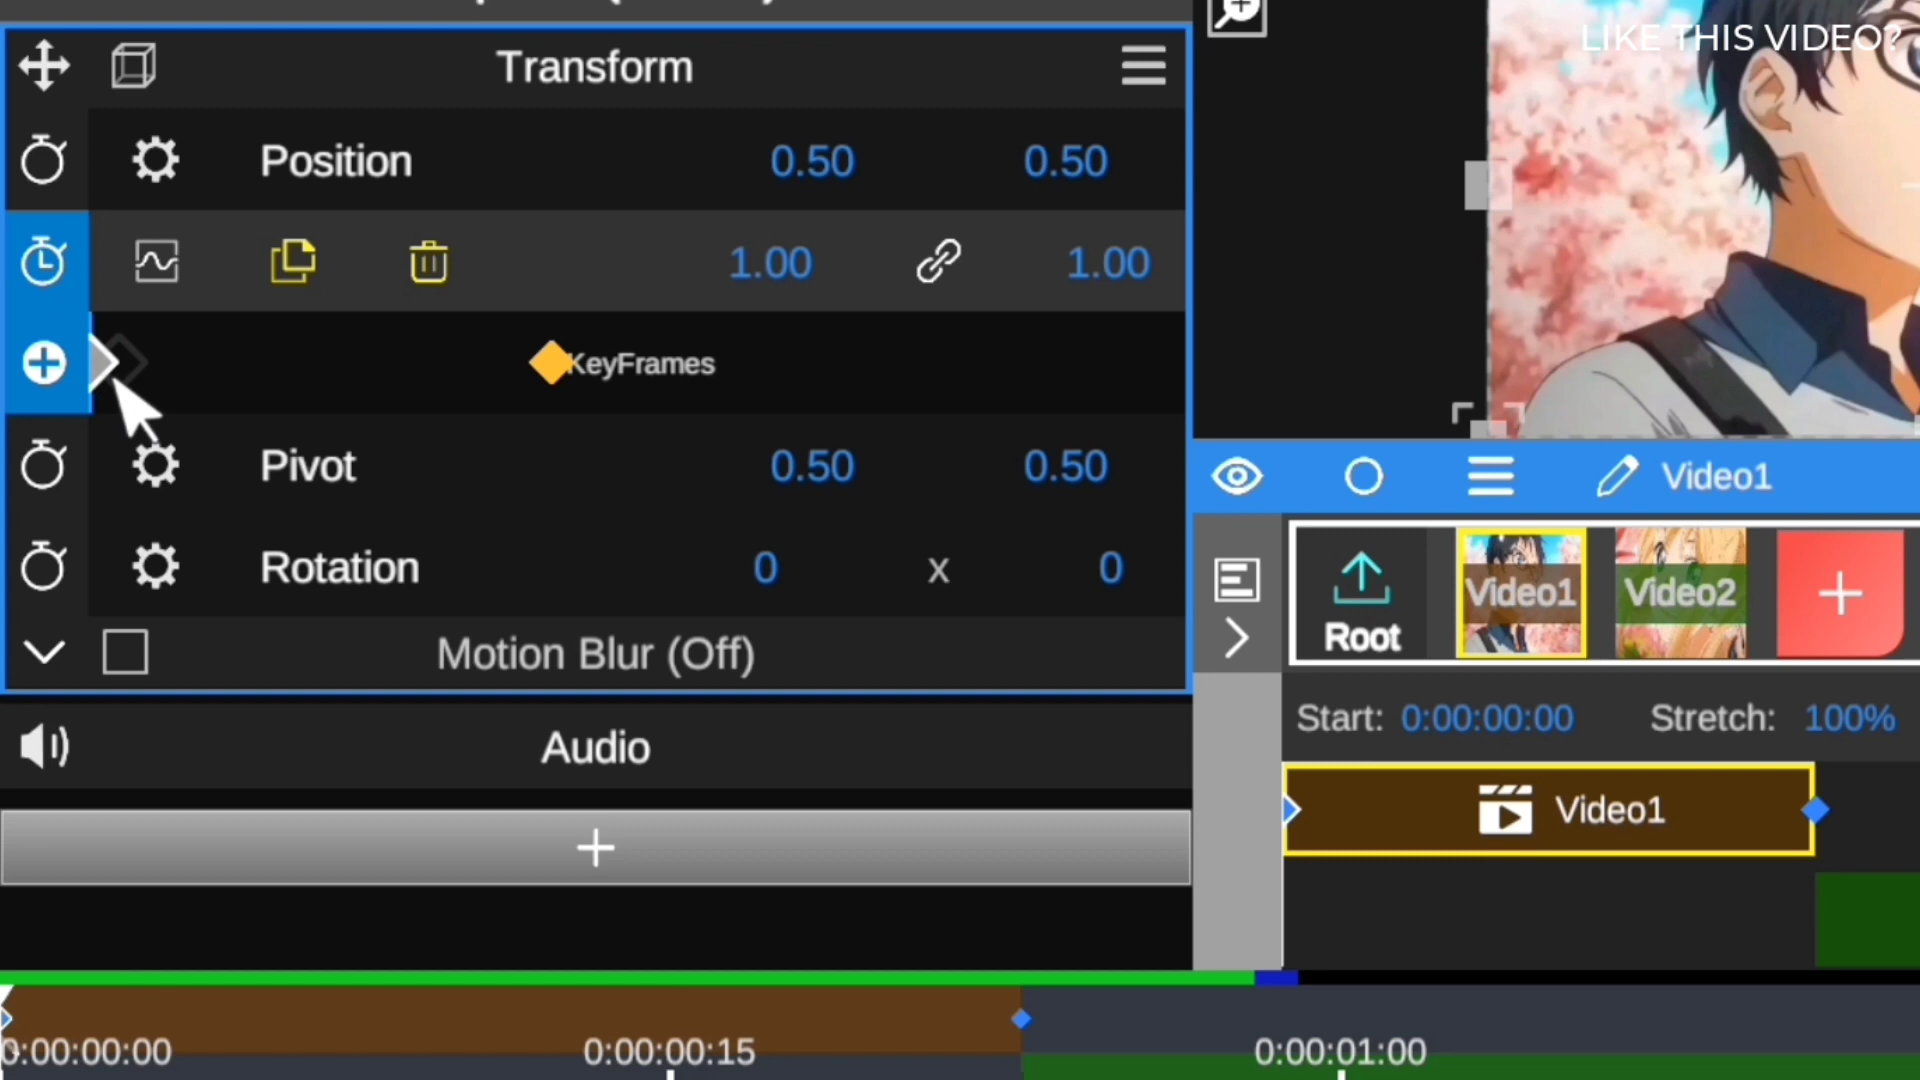 LIKE THIS VIDEO?
Transform
Position 0.50 0.50
1.00 1.00
KeyFrames
Pivot 0.50 0.50
Rotation 0 x 0
Motion Blur (Off)
Audio
Video1
Root Video1 Video2
Start: 0:00:00:00 Stretch: 100%
Video1
0:00:00:00 0:00:00:15 0:00:01:00